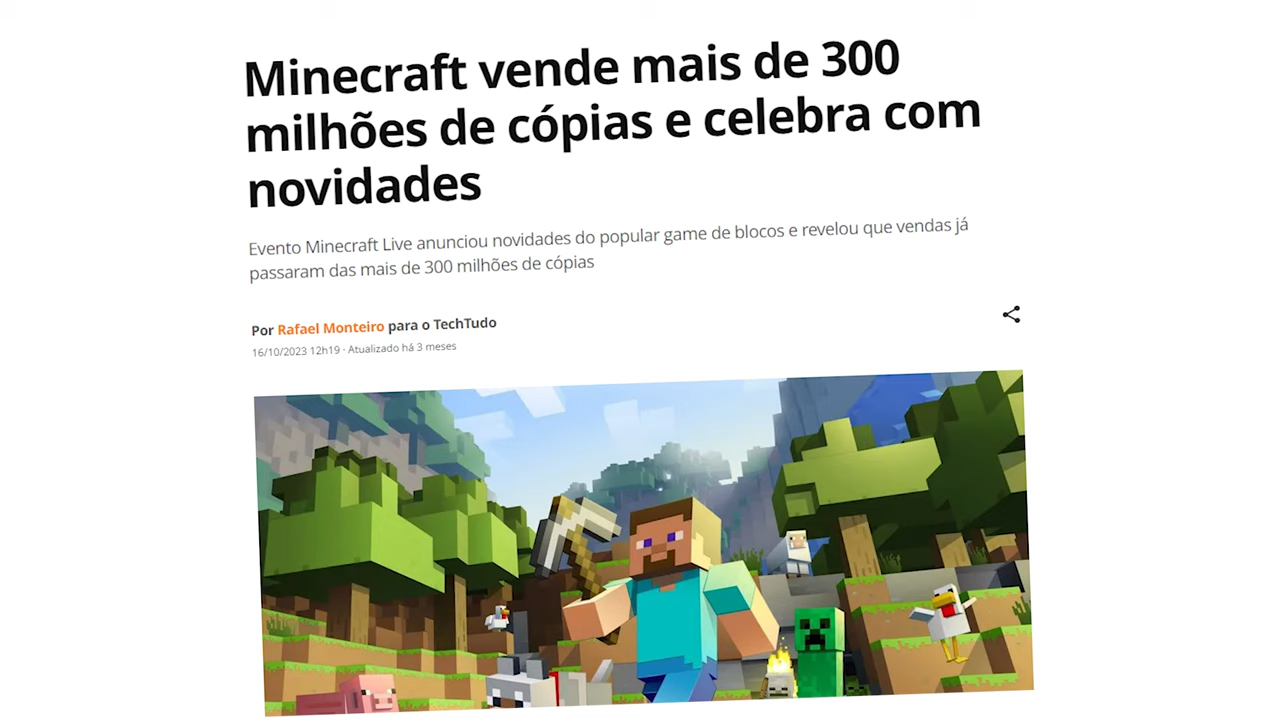 Minecraft vende mais de 300
milhões de cópias e celebra com
novidades
Evento Minecraft Live anunciou novidades do popular game de blocos e revelou que vendas já
passaram das mais de 300 milhões de cópias
Por Rafael Monteiro para o TechTudo
16/10/2023 12h19 · Atualizado há 3 meses